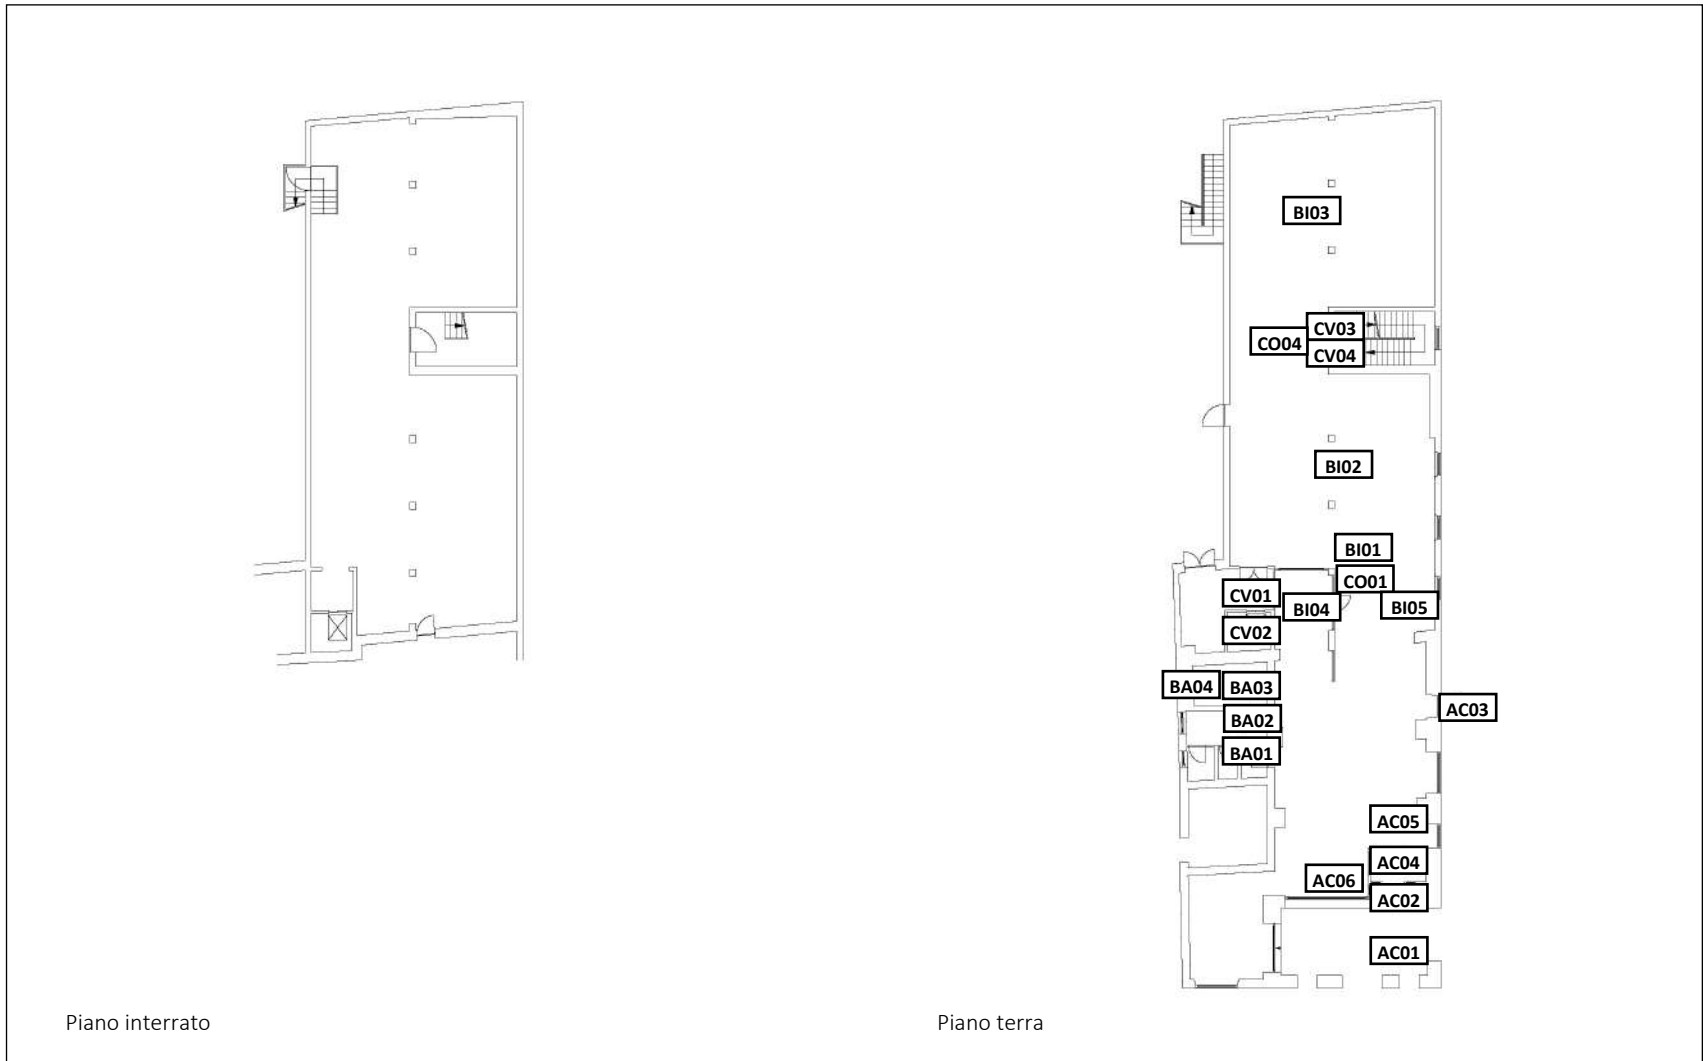 BI03
CV03
CO04
CV04
BI02
BI01
CO01
CV01
BI04
BI05
CV02
BA04
BA03
AC03
BA02
BA01
AC05
AC04
AC06
AC02
AC01
Piano interrato
Piano terra